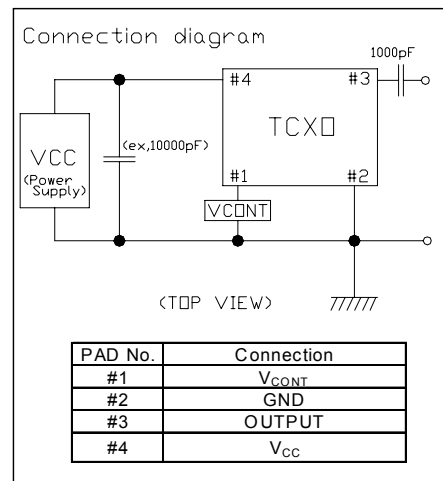 Connection diagram
1000pF
#4 #3
TCXO
(ex,10000pF)
VCC
(Power
Supply)
#1 #2
VCONT
(TOP VIEW)
PAD No. Connection
#1 VCONT
#2 GND
#3 OUTPUT
#4 VCC